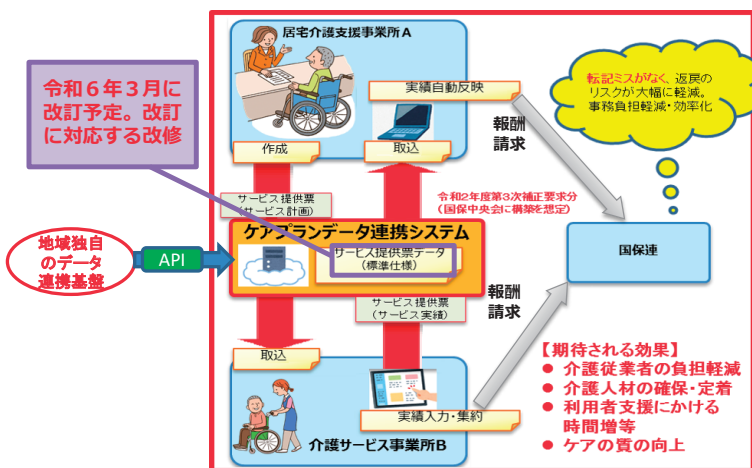 居宅介護支援事業所A
令和６年３月に
改訂予定。改訂
に対応する改修
実績自動反映
転記ミスがなく、返戻の
リスクが大幅に軽減。
事務負担軽減・効率化
作成
取込
報酬
請求
サービス提供票
(サービス計画)
令和2年度第3次補正要求分
(国保中央会に構築を想定)
ケアプランデータ連携システム
地域独自
のデータ
連携基盤
API
サービス提供票データ
(標準仕様)
国保連
サービス提供票
(サービス実績)
報酬
請求
取込
実績入力・集約
介護サービス事業所B
【期待される効果】
● 介護従業者の負担軽減
● 介護人材の確保・定着
● 利用者支援にかける
時間増等
● ケアの質の向上